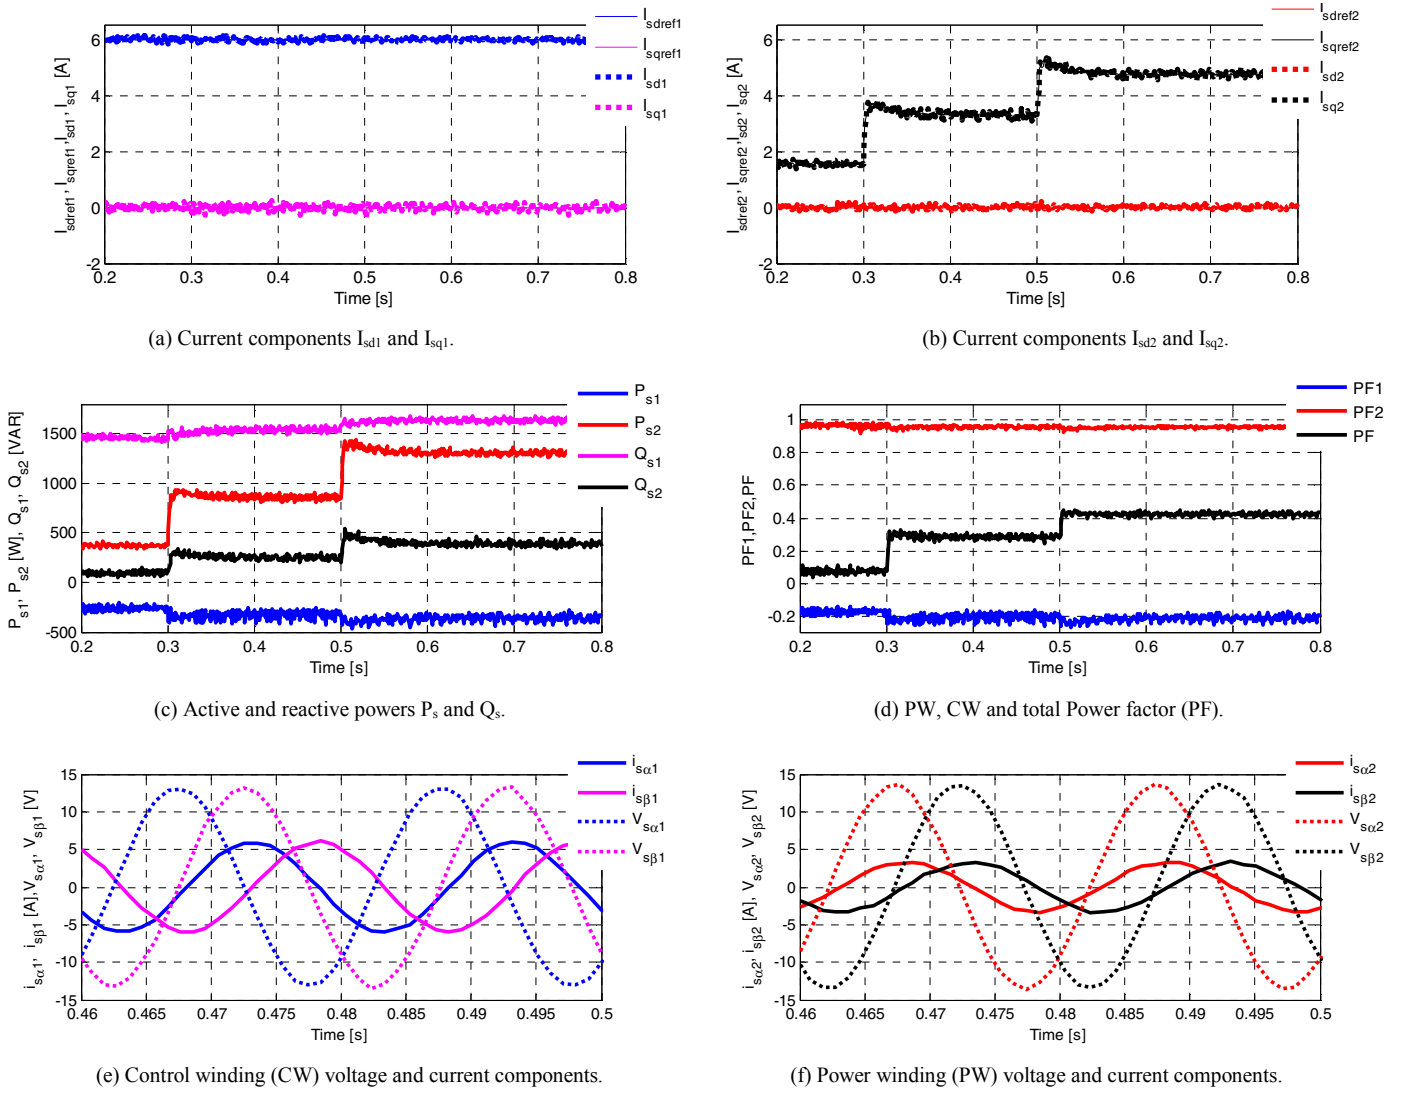 I_sdref1
I_sqref1
I_sd1
I_sq1
I_sdref1, I_sqref1, I_sd1, I_sq1 [A]
6
4
2
0
-2
0.2 0.3 0.4 0.5 0.6 0.7 0.8
Time [s]
(a) Current components I_sd1 and I_sq1.
I_sdref2
I_sqref2
I_sd2
I_sq2
I_sdref2, I_sqref2, I_sd2, I_sq2 [A]
6
4
2
0
-2
0.2 0.3 0.4 0.5 0.6 0.7 0.8
Time [s]
(b) Current components I_sd2 and I_sq2.
P_s1
P_s2
Q_s1
Q_s2
P_s1, P_s2 [W], Q_s1, Q_s2 [VAR]
1500
1000
500
0
-500
0.2 0.3 0.4 0.5 0.6 0.7 0.8
Time [s]
(c) Active and reactive powers P_s and Q_s.
PF1
PF2
PF
PF1,PF2,PF
1
0.8
0.6
0.4
0.2
0
-0.2
0.2 0.3 0.4 0.5 0.6 0.7 0.8
Time [s]
(d) PW, CW and total Power factor (PF).
i_sα1
i_sβ1
V_sα1
V_sβ1
i_sα1, i_sβ1 [A], V_sα1, V_sβ1 [V]
15
10
5
0
-5
-10
-15
0.46 0.465 0.47 0.475 0.48 0.485 0.49 0.495 0.5
Time [s]
(e) Control winding (CW) voltage and current components.
i_sα2
i_sβ2
V_sα2
V_sβ2
i_sα2, i_sβ2 [A], V_sα2, V_sβ2 [V]
15
10
5
0
-5
-10
-15
0.46 0.465 0.47 0.475 0.48 0.485 0.49 0.495 0.5
Time [s]
(f) Power winding (PW) voltage and current components.